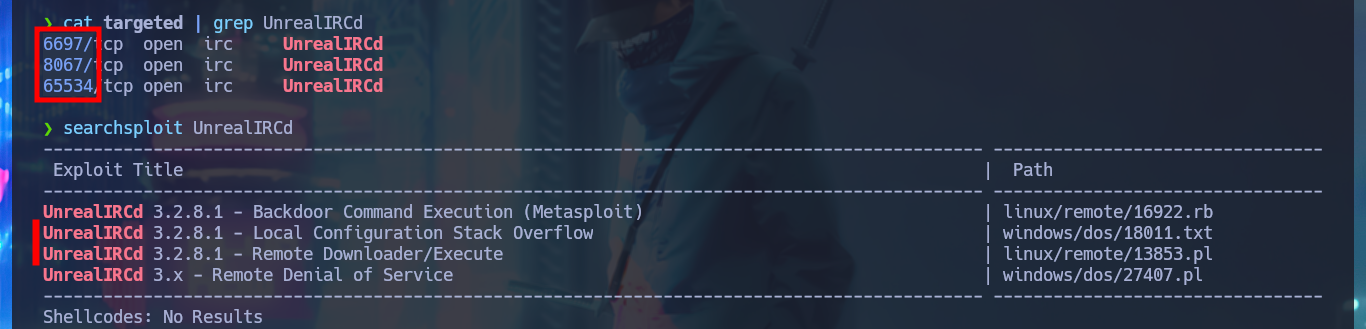 ❯ cat targeted | grep UnrealIRCd
6697/tcp  open  irc     UnrealIRCd
8067/tcp  open  irc     UnrealIRCd
65534/tcp open  irc     UnrealIRCd
❯ searchsploit UnrealIRCd
---------------------------------------------------------------------------------------------- ---------------------------------
 Exploit Title                                                                                |  Path
---------------------------------------------------------------------------------------------- ---------------------------------
UnrealIRCd 3.2.8.1 - Backdoor Command Execution (Metasploit)                                  | linux/remote/16922.rb
UnrealIRCd 3.2.8.1 - Local Configuration Stack Overflow                                       | windows/dos/18011.txt
UnrealIRCd 3.2.8.1 - Remote Downloader/Execute                                                | linux/remote/13853.pl
UnrealIRCd 3.x - Remote Denial of Service                                                     | windows/dos/27407.pl
---------------------------------------------------------------------------------------------- ---------------------------------
Shellcodes: No Results